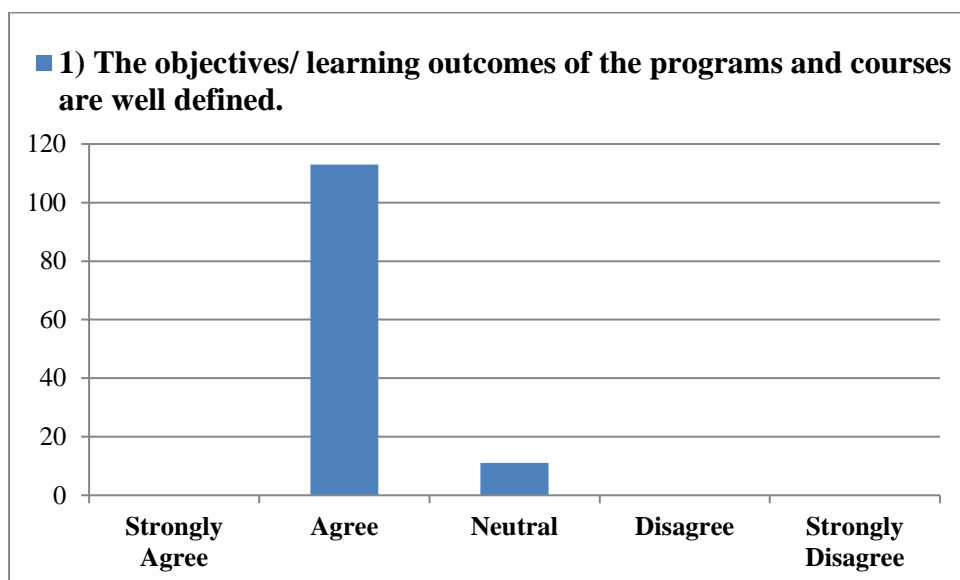 1) The objectives/ learning outcomes of the programs and courses
are well defined.
120
100
80
60
40
20
0
Strongly Agree
Agree
Neutral
Disagree
Strongly Disagree